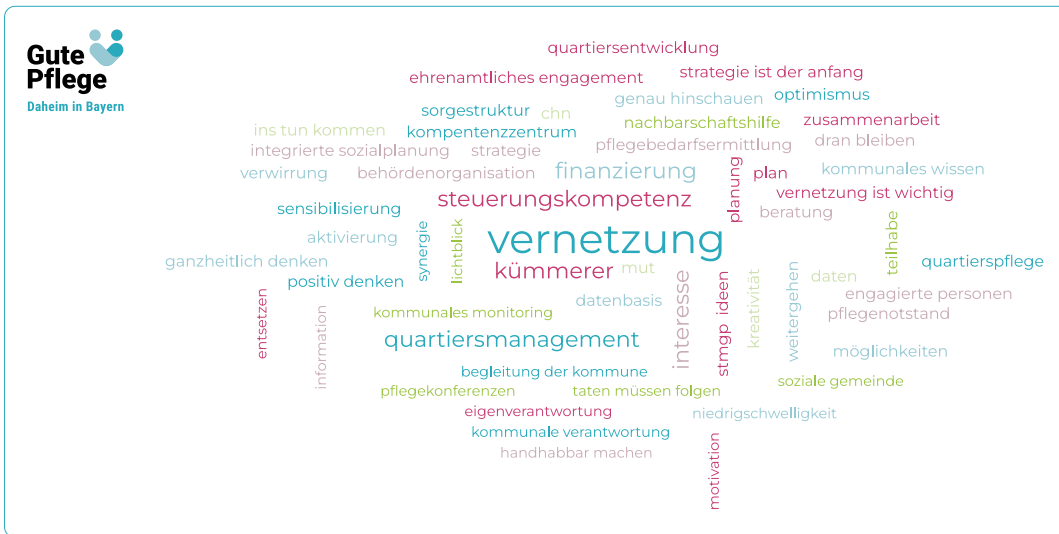 Gute
Pflege
Daheim in Bayern
quartiersentwicklung
ehrenamtliches engagement
strategie ist der anfang
genau hinschauen
optimismus
sorgestruktur
chn
nachbarschaftshilfe
zusammenarbeit
ins tun kommen
kompentenzzentrum
dran bleiben
integrierte sozialplanung
strategie
pflegebedarfsermittlung
verwirrung
behördenorganisation
finanzierung
planung
plan
kommunales wissen
steuerungskompetenz
vernetzung ist wichtig
sensibilisierung
beratung
aktivierung
synergie
lichtblick
vernetzung
teilhabe
ganzheitlich denken
kümmerer
mut
quartierspflege
positiv denken
interesse
stmgp ideen
kreativität
weitergehen
daten
entsetzen
information
datenbasis
engagierte personen
kommunales monitoring
pflegenotstand
quartiersmanagement
möglichkeiten
begleitung der kommune
soziale gemeinde
pflegekonferenzen
taten müssen folgen
eigenverantwortung
niedrigschwelligkeit
kommunale verantwortung
motivation
handhabbar machen